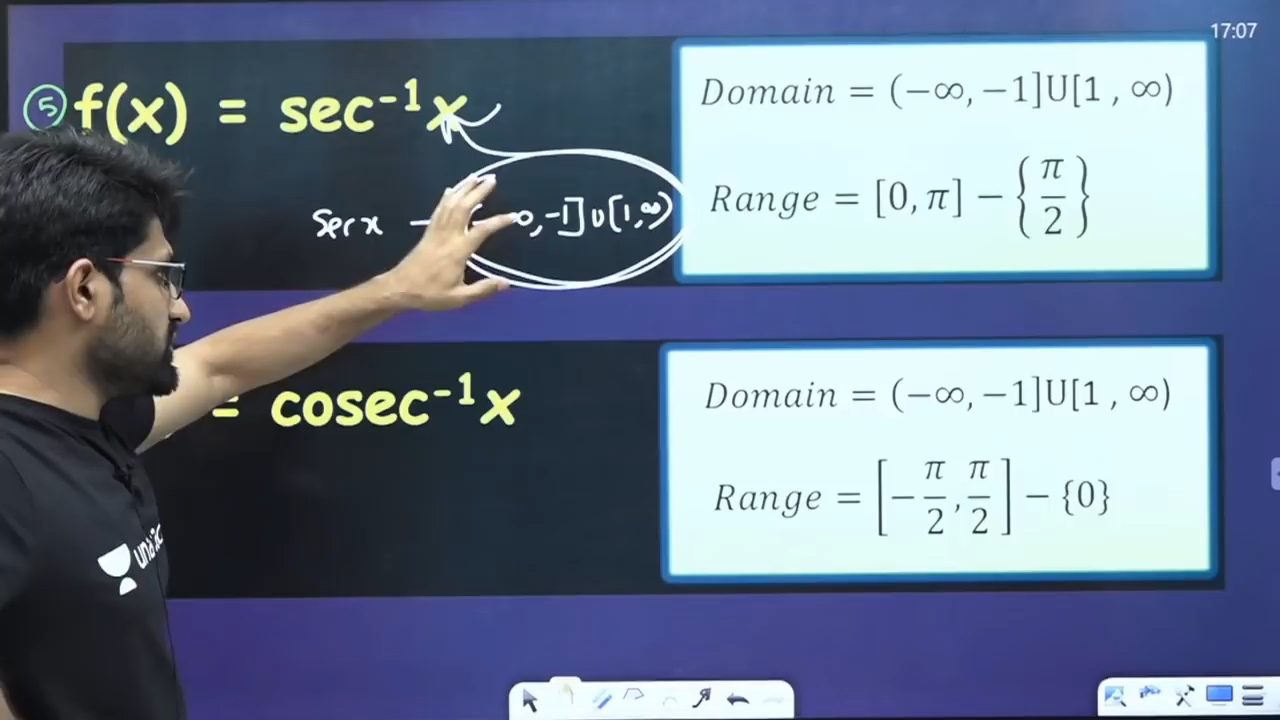 17:07
⑤ f(x) = sec⁻¹x
Domain = (−∞, −1]U[1 , ∞)
Sec x — ∞, -1] U [1, ∞)
Range = [0, π] − {π/2}
= cosec⁻¹x
Domain = (−∞, −1]U[1 , ∞)
Range = [−π/2, π/2] − {0}